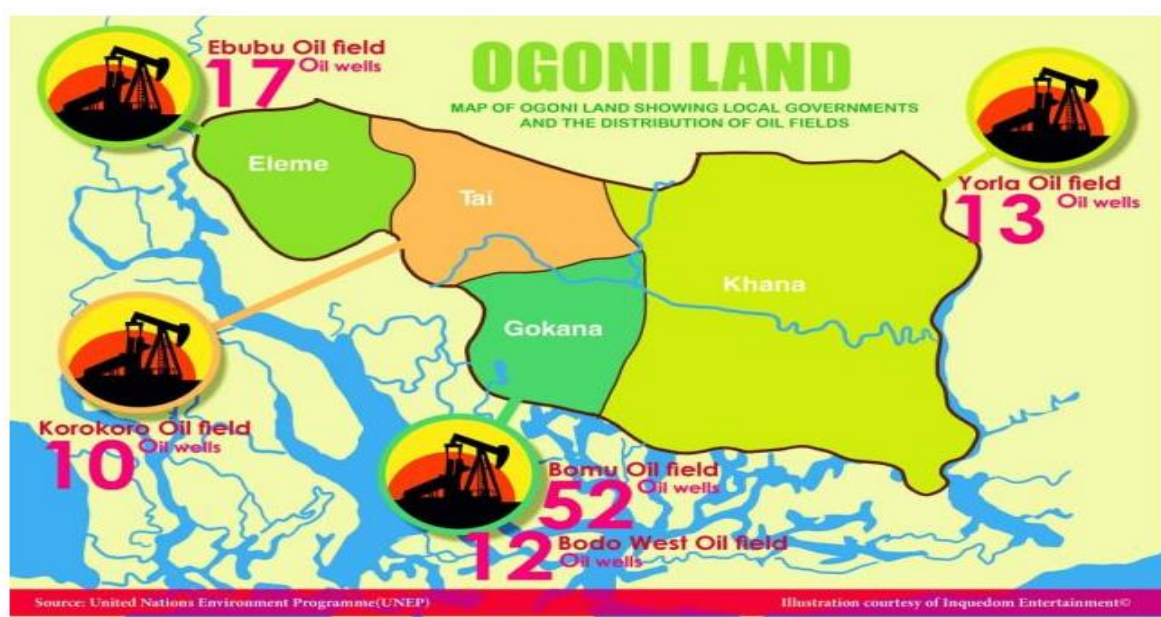 OGONI LAND
MAP OF OGONI LAND SHOWING LOCAL GOVERNMENTS
AND THE DISTRIBUTION OF OIL FIELDS
Ebubu Oil field
17 Oil wells
Eleme
Tai
Yorla Oil field
13 Oil wells
Khana
Gokana
Korokoro Oil field
10 Oil wells
Bomu Oil field
52 Oil wells
12 Bodo West Oil field
Oil wells
Source: United Nations Environment Programme(UNEP)
Illustration courtesy of Inquedom Entertainment©